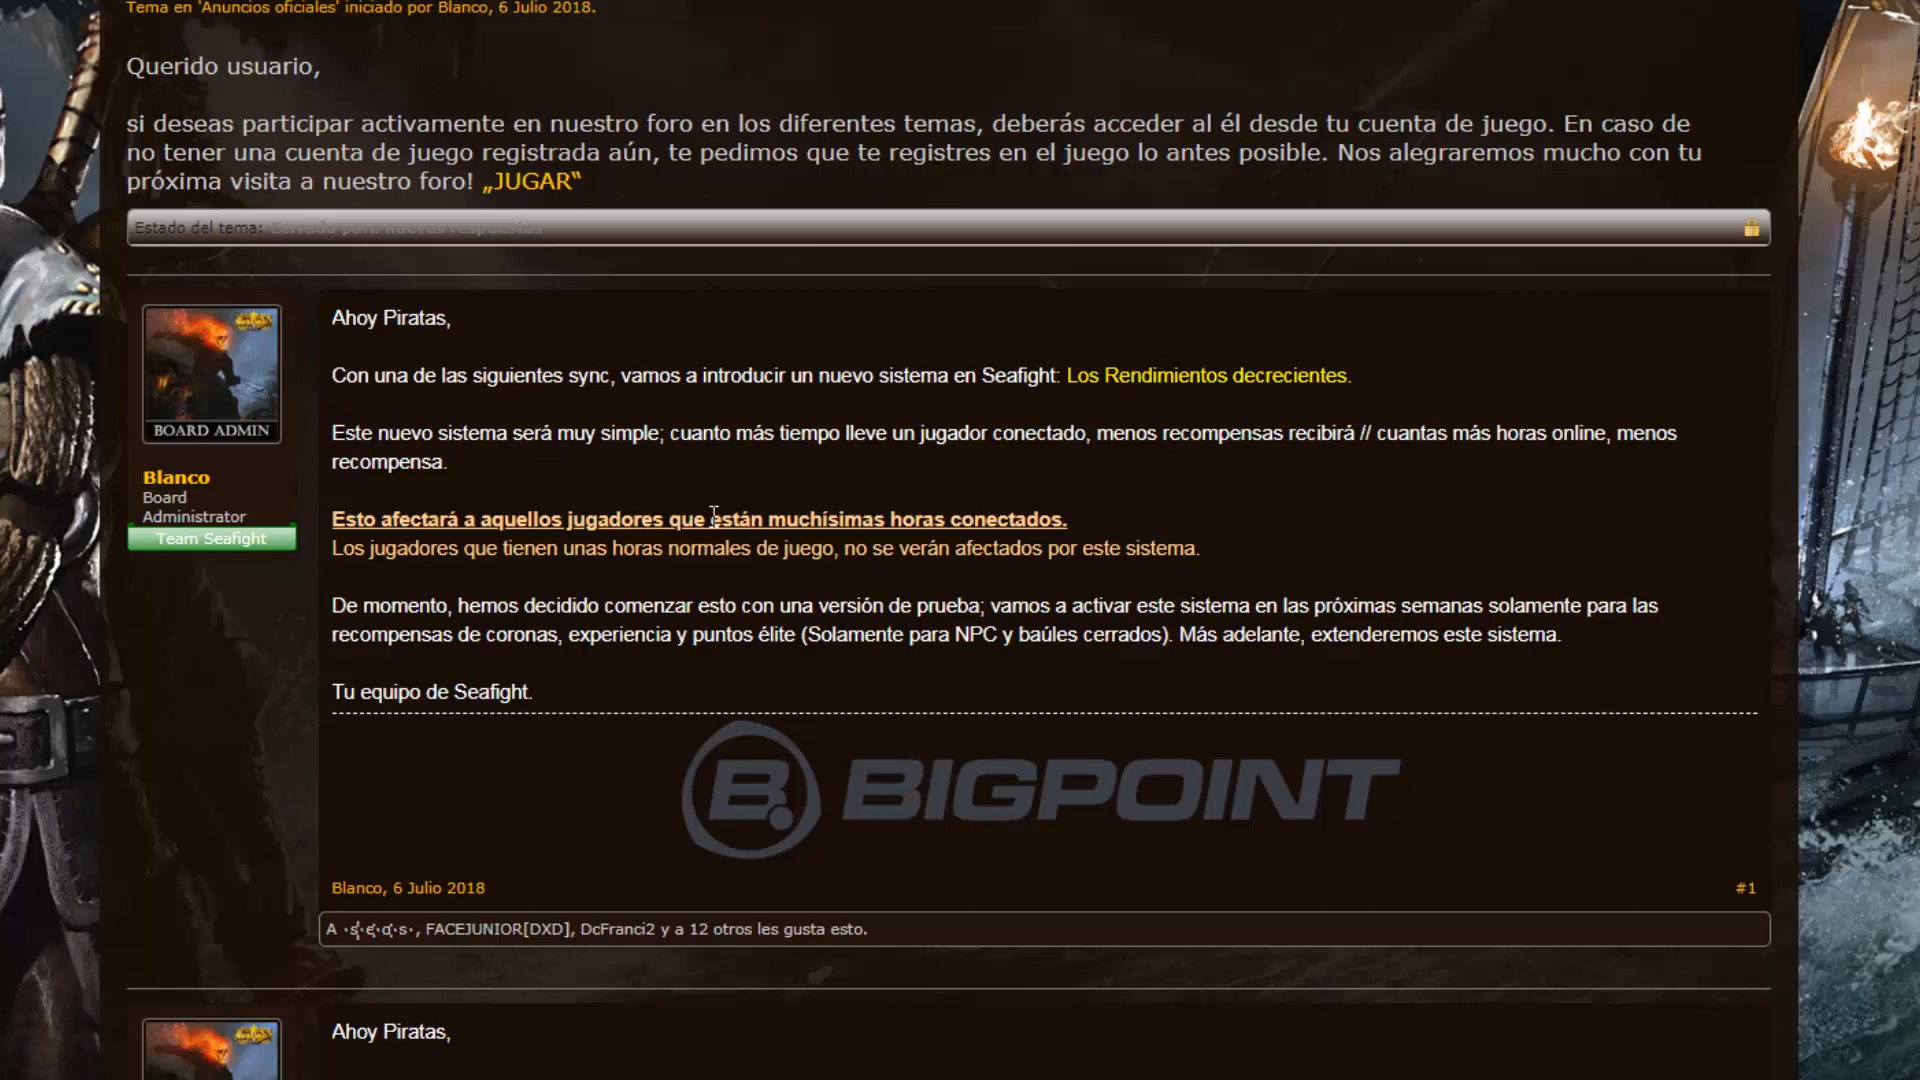 Tema en 'Anuncios oficiales' iniciado por Blanco, 6 Julio 2018.
Querido usuario,
si deseas participar activamente en nuestro foro en los diferentes temas, deberás acceder al él desde tu cuenta de juego. En caso de
no tener una cuenta de juego registrada aún, te pedimos que te registres en el juego lo antes posible. Nos alegraremos mucho con tu
próxima visita a nuestro foro! „JUGAR“
Estado del tema: Cerrado para nuevas respuestas
Ahoy Piratas,
Con una de las siguientes sync, vamos a introducir un nuevo sistema en Seafight: Los Rendimientos decrecientes.
Este nuevo sistema será muy simple; cuanto más tiempo lleve un jugador conectado, menos recompensas recibirá // cuantas más horas online, menos
recompensa.
BOARD ADMIN
Blanco
Board
Administrator
Team Seafight
Esto afectará a aquellos jugadores que están muchísimas horas conectados.
Los jugadores que tienen unas horas normales de juego, no se verán afectados por este sistema.
De momento, hemos decidido comenzar esto con una versión de prueba; vamos a activar este sistema en las próximas semanas solamente para las
recompensas de coronas, experiencia y puntos élite (Solamente para NPC y baúles cerrados). Más adelante, extenderemos este sistema.
Tu equipo de Seafight.
B. BIGPOINT
Blanco, 6 Julio 2018
#1
A , FACEJUNIOR[DXD], DcFranci2 y a 12 otros les gusta esto.
Ahoy Piratas,